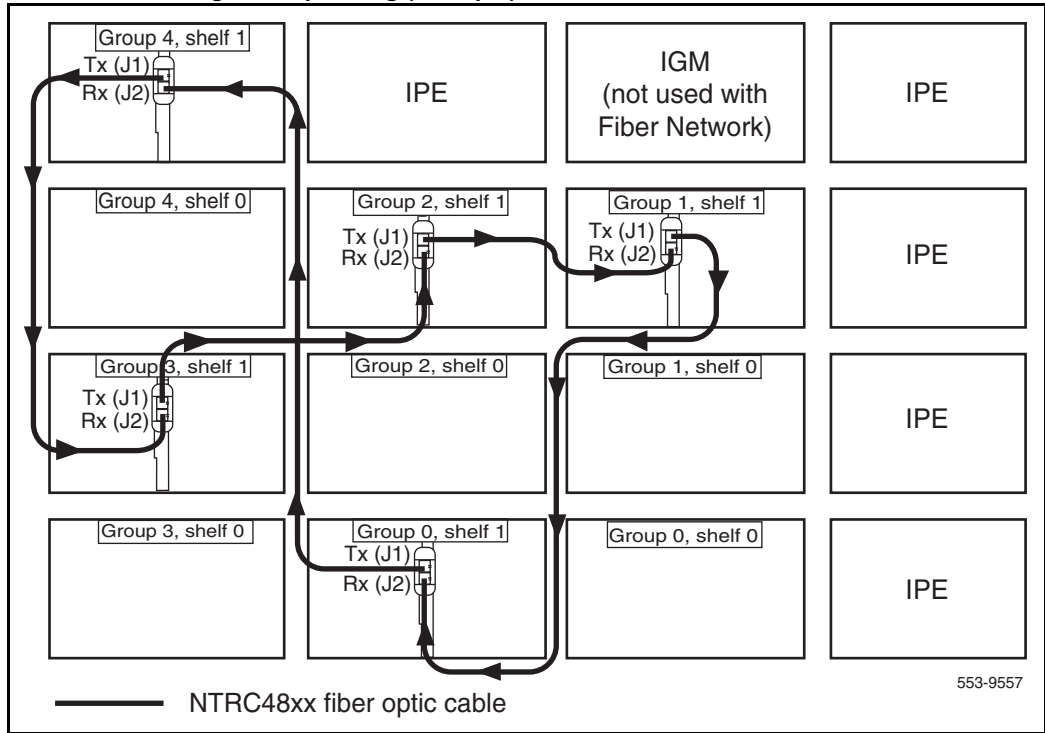 Group 4, shelf 1
Tx (J1)
Rx (J2)
IPE
IGM
(not used with
Fiber Network)
IPE
Group 4, shelf 0
Group 2, shelf 1
Tx (J1)
Rx (J2)
Group 1, shelf 1
Tx (J1)
Rx (J2)
IPE
Group 3, shelf 1
Tx (J1)
Rx (J2)
Group 2, shelf 0
Group 1, shelf 0
IPE
Group 3, shelf 0
Group 0, shelf 1
Tx (J1)
Rx (J2)
Group 0, shelf 0
IPE
553-9557
NTRC48xx fiber optic cable